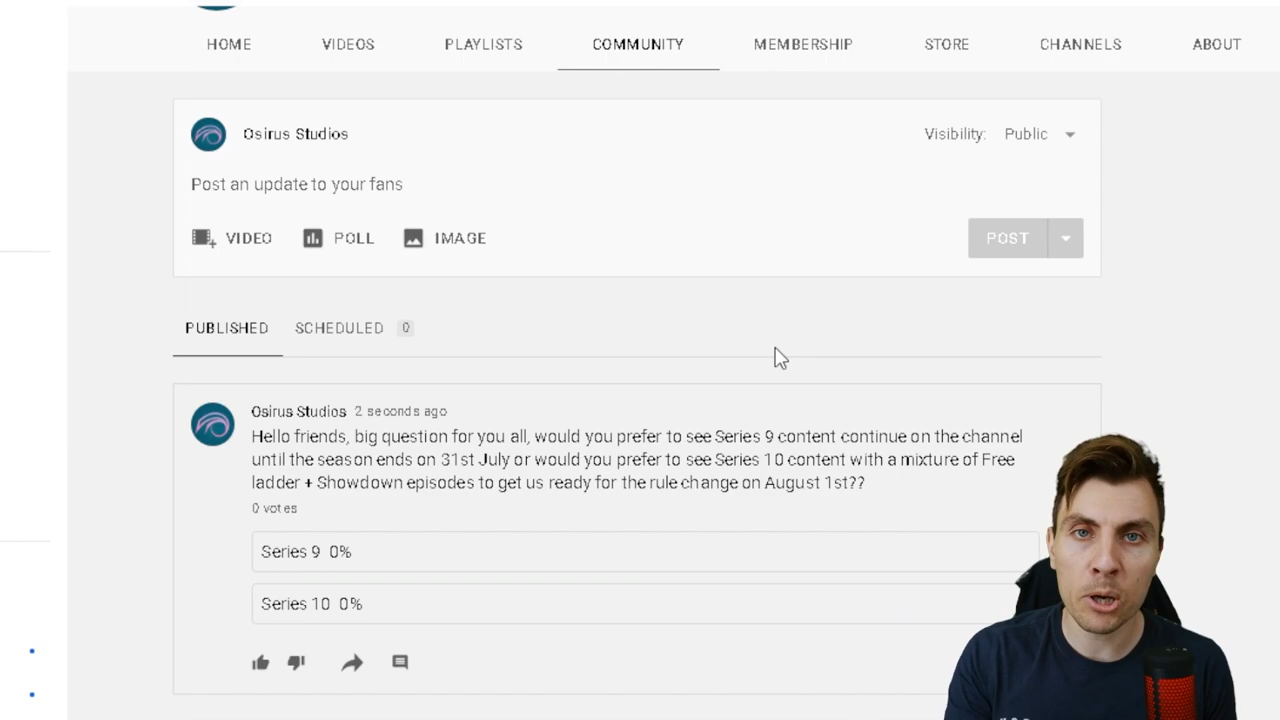 HOME VIDEOS PLAYLISTS COMMUNITY MEMBERSHIP STORE CHANNELS ABOUT
Osirus Studios Visibility: Public
Post an update to your fans
VIDEO POLL IMAGE POST
PUBLISHED SCHEDULED 0
Osirus Studios 2 seconds ago
Hello friends, big question for you all, would you prefer to see Series 9 content continue on the channel
until the season ends on 31st July or would you prefer to see Series 10 content with a mixture of Free
ladder + Showdown episodes to get us ready for the rule change on August 1st??
0 votes
Series 9 0%
Series 10 0%